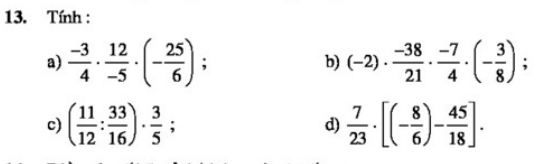 13. Tính :
a) \frac{-3}{4} \cdot \frac{12}{-5} \cdot \left(-\frac{25}{6}\right) ; b) (-2) \cdot \frac{-38}{21} \cdot \frac{-7}{4} \cdot \left(-\frac{3}{8}\right) ;
c) \left(\frac{11}{12} : \frac{33}{16}\right) \cdot \frac{3}{5} ; d) \frac{7}{23} \cdot \left[\left(-\frac{8}{6}\right) - \frac{45}{18}\right].